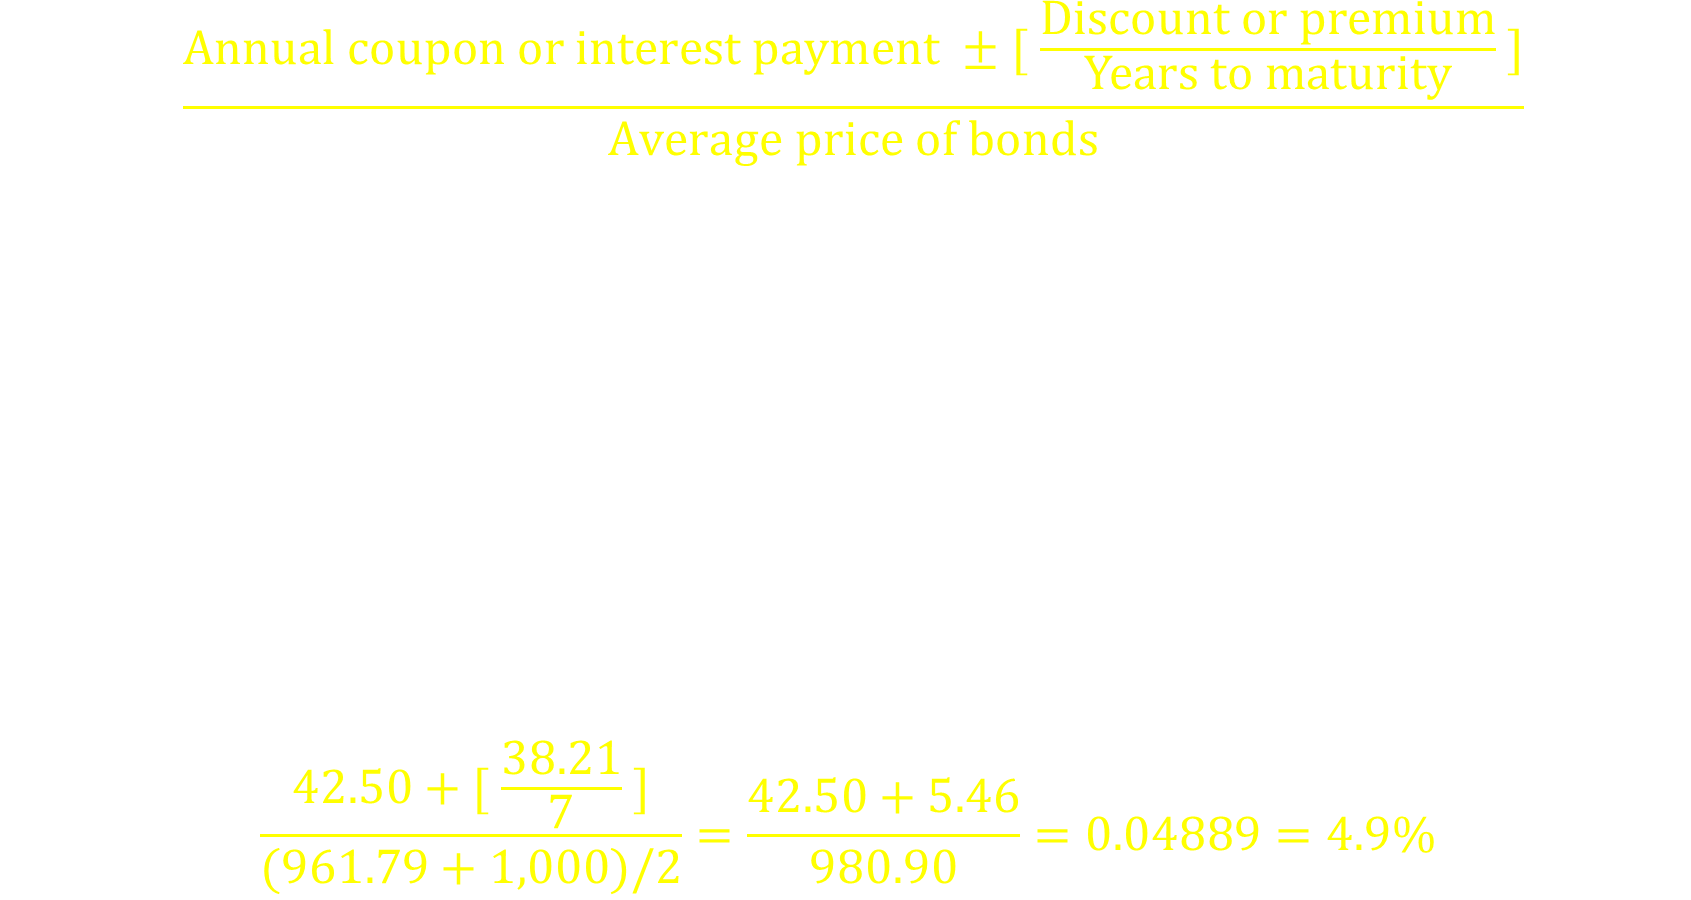 Annual coupon or interest payment ± [ Discount or premium / Years to maturity ]
Average price of bonds
42.50 + [ 38.21 / 7 ] / (961.79 + 1,000)/2 = 42.50 + 5.46 / 980.90 = 0.04889 = 4.9%